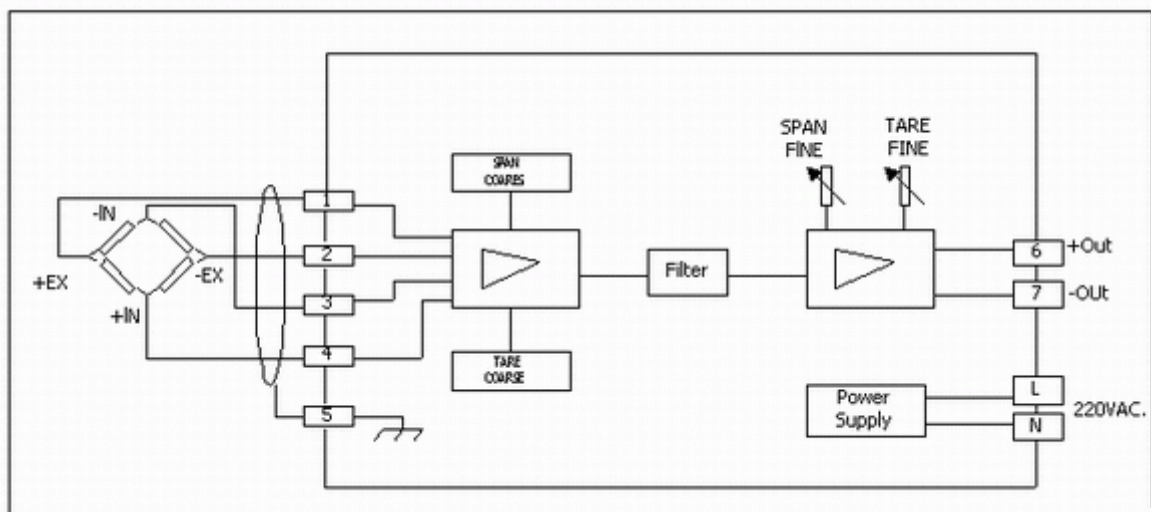 SPAN
FINE
TARE
FINE
SPAN
COARES
1
-IN
2
+EX
-EX
3
+IN
4
5
Filter
6
+Out
7
-OUt
TARE
COARSE
Power
Supply
L
N
220VAC.